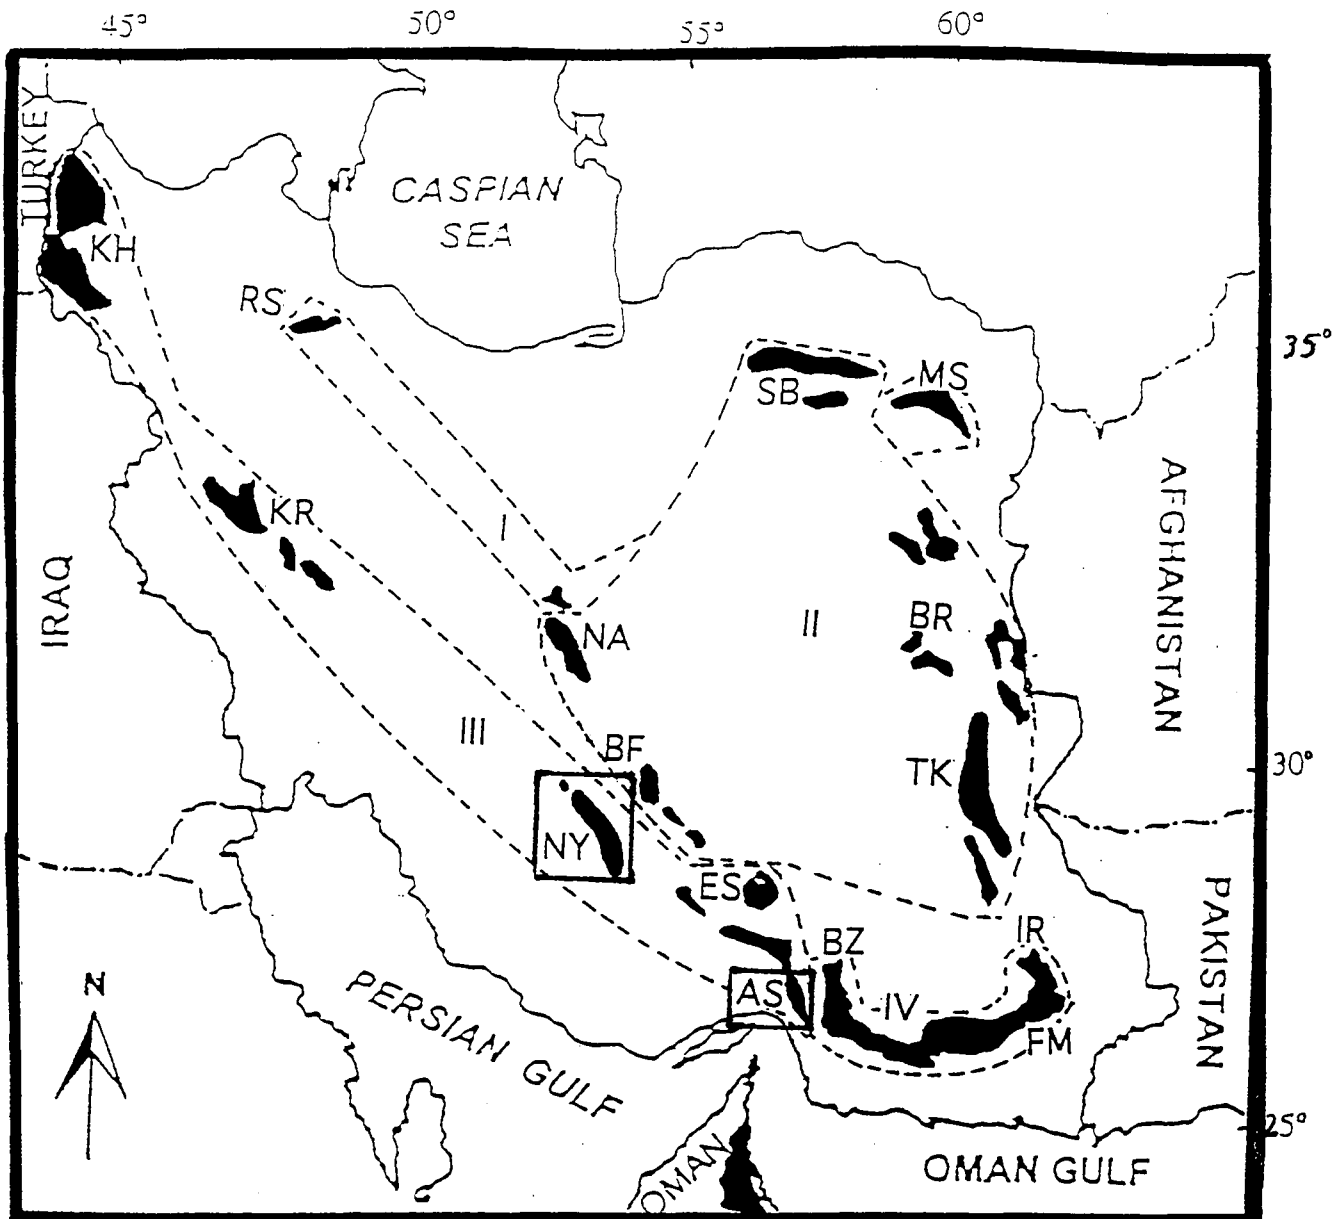 45° 50° 55° 60°
TURKEY
CASPIAN
SEA
KH
RS
35°
SB
MS
KR
I
AFGHANISTAN
IRAQ
NA
II
BR
III
BF
TK
30°
NY
ES
PAKISTAN
BZ
IR
AS
IV
FM
N
PERSIAN GULF
25°
OMAN
OMAN GULF